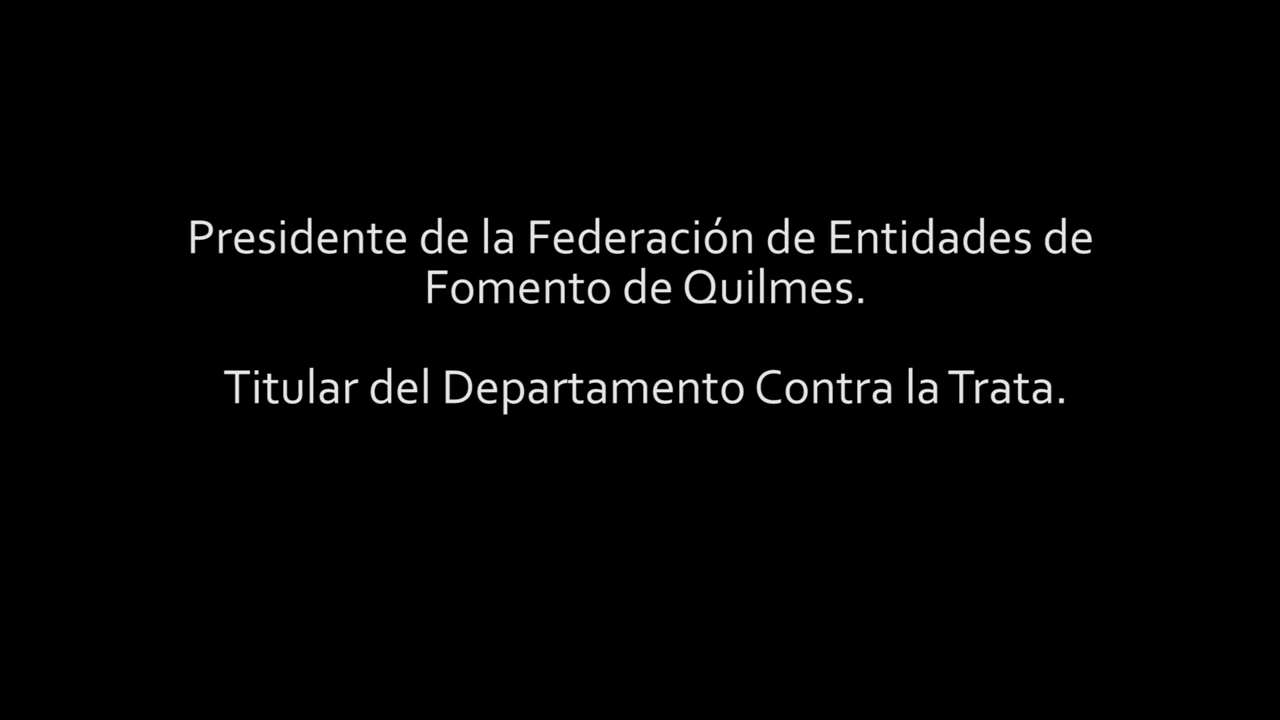 Presidente de la Federación de Entidades de
Fomento de Quilmes.
Titular del Departamento Contra la Trata.